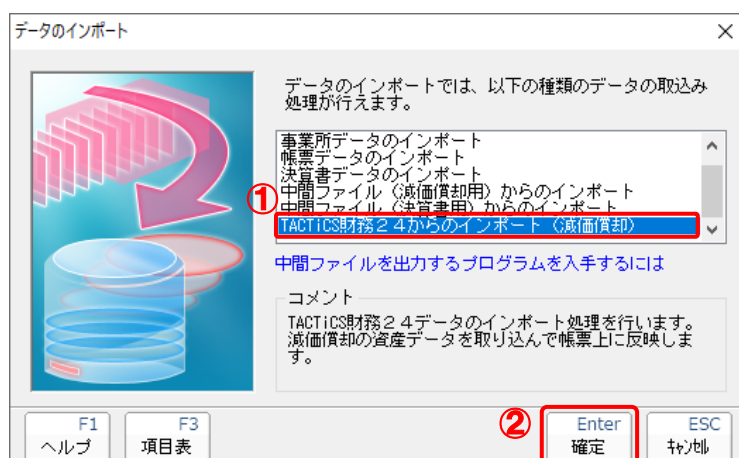 データのインポート
データのインポートでは、以下の種類のデータの取込み
処理が行えます。
事業所データのインポート
帳票データのインポート
決算書データのインポート
中間ファイル（減価償却用）からのインポート
中間ファイル（決算書用）からのインポート
①
TACTiCS財務２４からのインポート（減価償却）
中間ファイルを出力するプログラムを入手するには
コメント
TACTiCS財務２４データのインポート処理を行います。
減価償却の資産データを取り込んで帳票上に反映しま
す。
F1
ヘルプ
F3
項目表
②
Enter
確定
ESC
ｷｬﾝｾﾙ